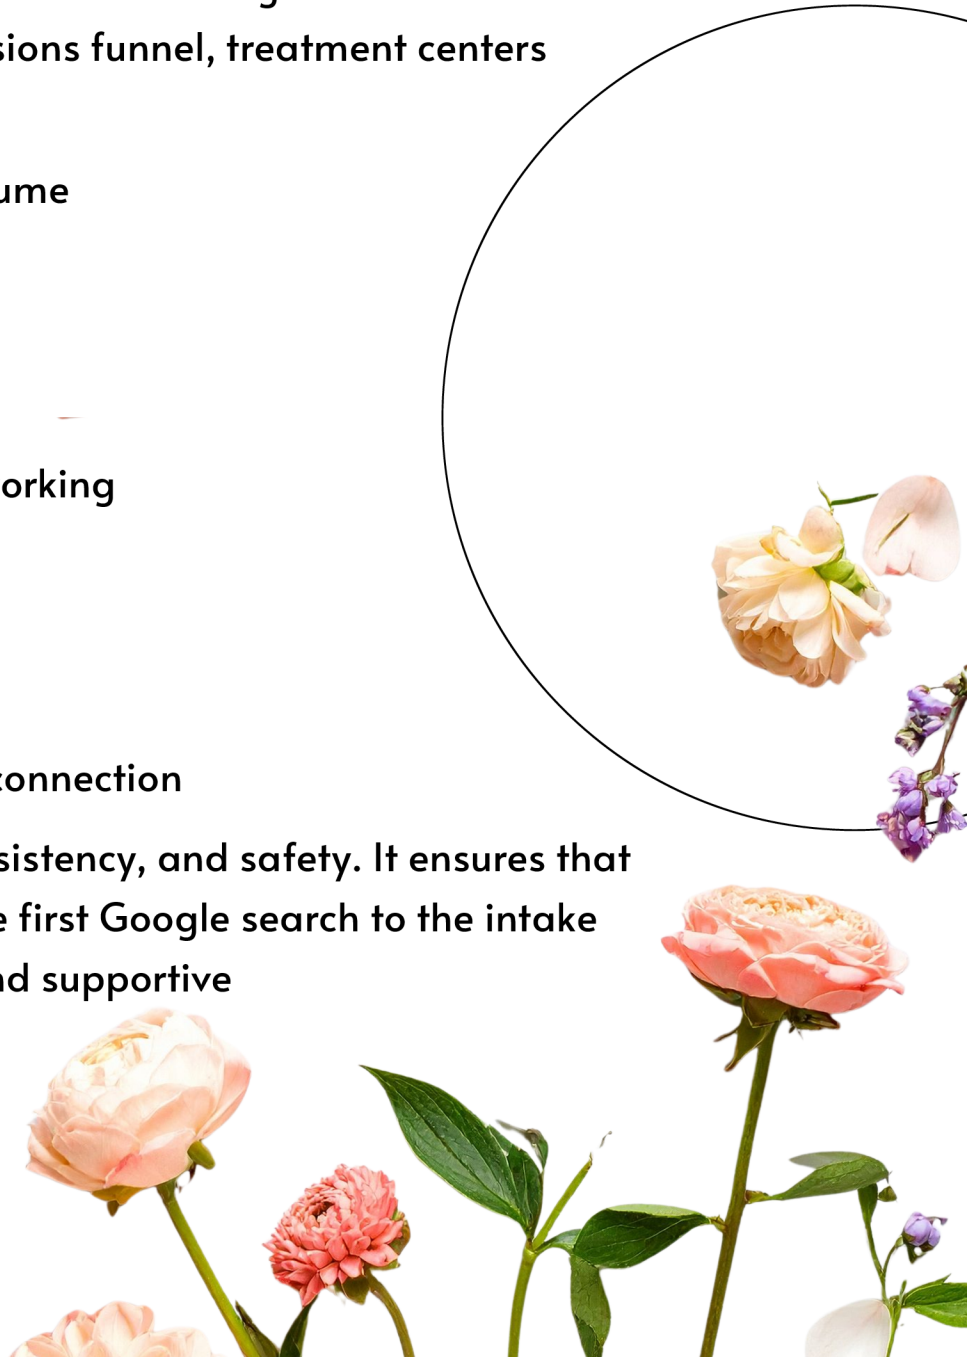 sions funnel, treatment centers
ume
orking
connection
sistency, and safety. It ensures that
e first Google search to the intake
nd supportive